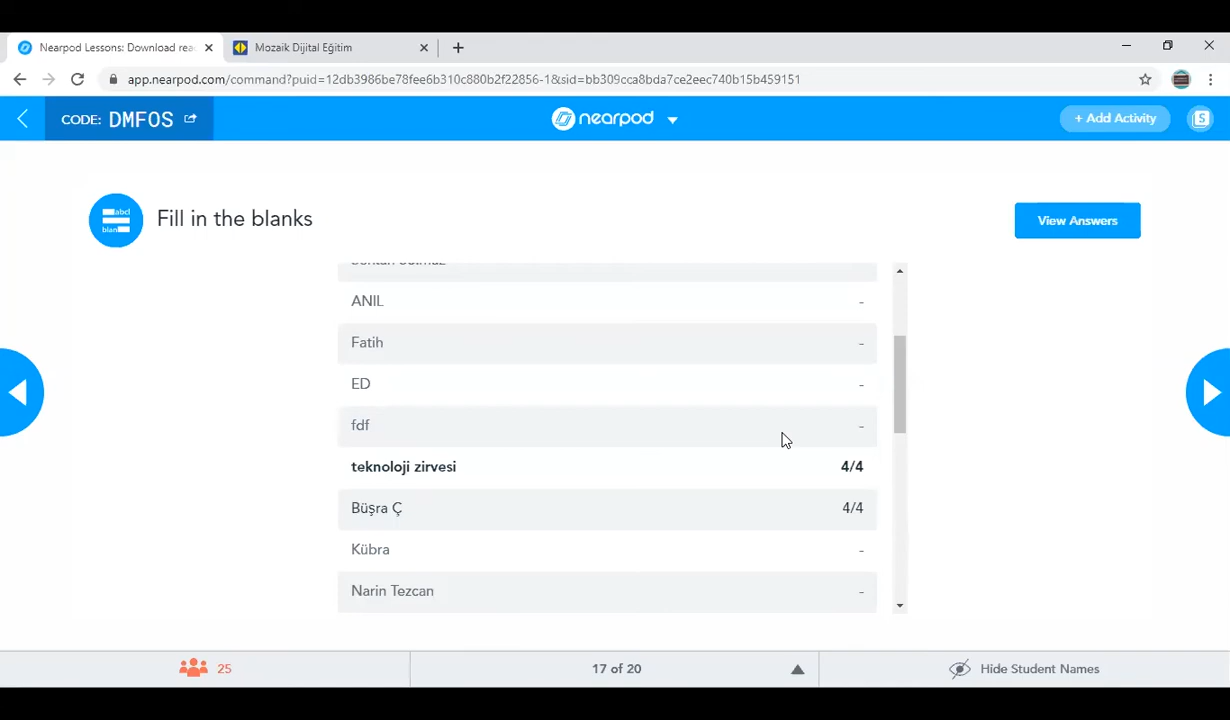 Nearpod Lessons: Download rea
Mozaik Dijital Eğitim
app.nearpod.com/command?puid=12db3986be78fee6b310c880b2f22856-1&sid=bb309cca8bda7ce2eec740b15b459151
CODE: DMFOS
nearpod
+ Add Activity
S
abcl
blan
Fill in the blanks
View Answers
ANIL -
Fatih -
ED -
fdf -
teknoloji zirvesi 4/4
Büşra Ç 4/4
Kübra -
Narin Tezcan -
25
17 of 20
Hide Student Names